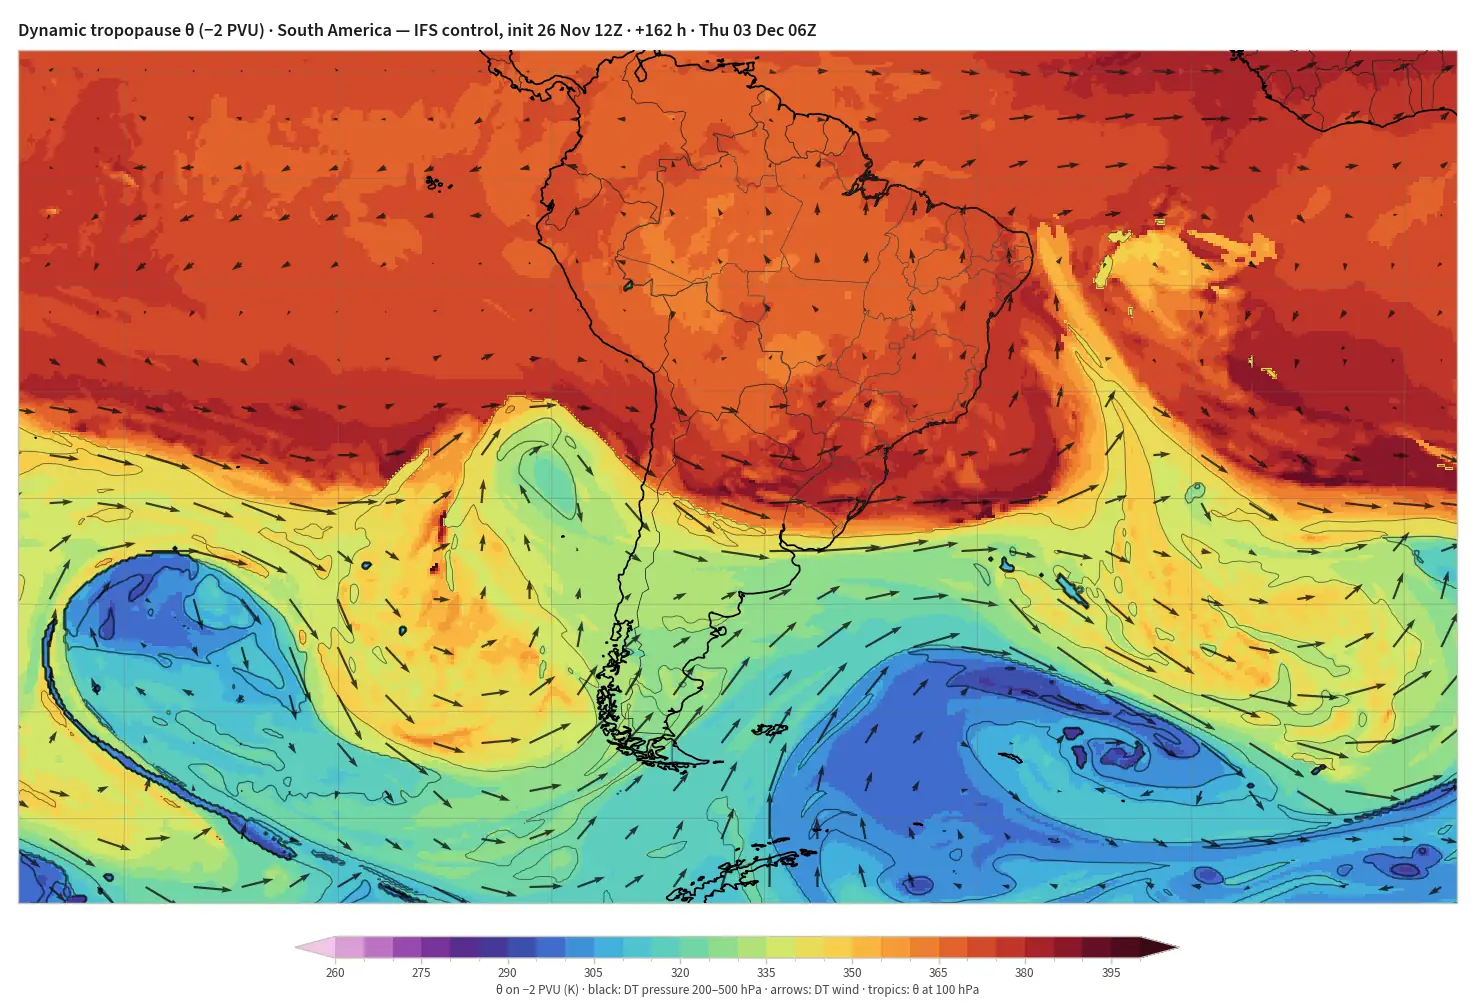 Dynamic tropopause θ (−2 PVU) · South America — IFS control, init 26 Nov 12Z · +162 h · Thu 03 Dec 06Z
260 275 290 305 320 335 350 365 380 395
θ on −2 PVU (K) · black: DT pressure 200–500 hPa · arrows: DT wind · tropics: θ at 100 hPa